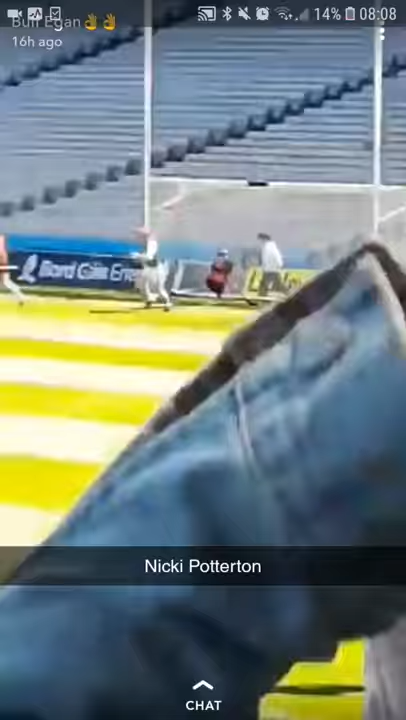 14% 08:08
Bull Egan
16h ago
Bord Gáis Ene
Nicki Potterton
CHAT